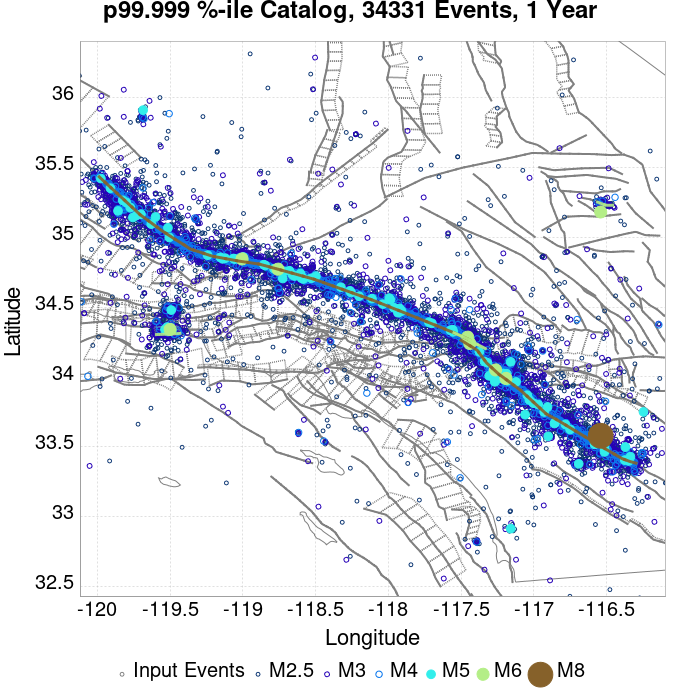 p99.999 %-ile Catalog, 34331 Events, 1 Year
36
35.5
35
34.5
34
33.5
33
32.5
Latitude
-120 -119.5 -119 -118.5 -118 -117.5 -117 -116.5
Longitude
Input Events M2.5 M3 M4 M5 M6 M8